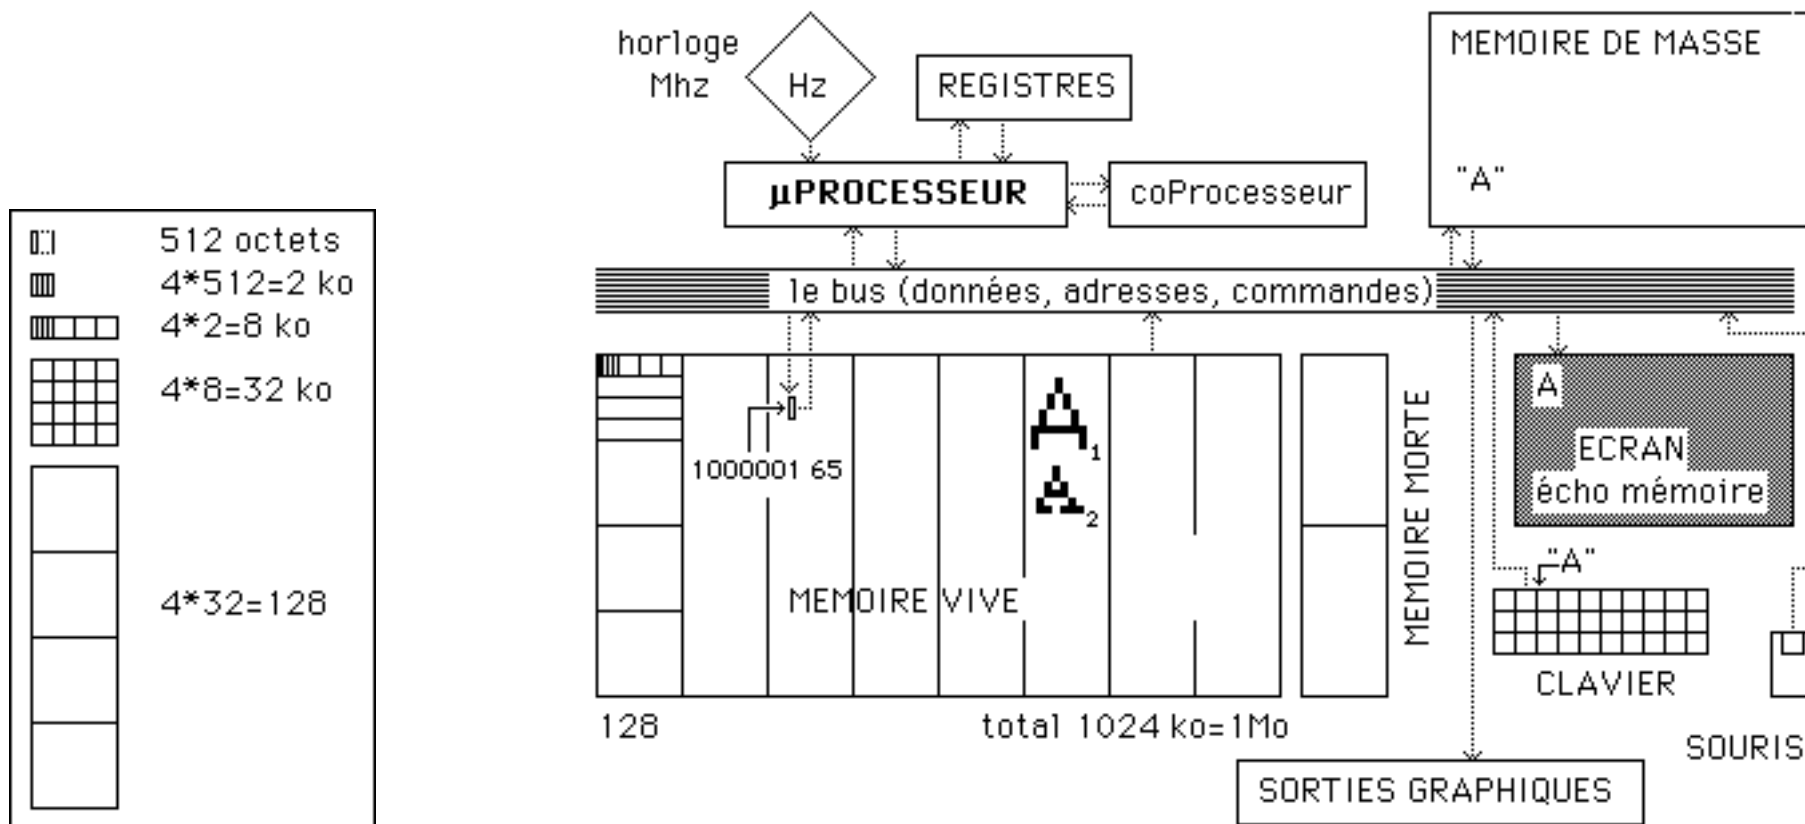 512 octets
4*512=2 ko
4*2=8 ko
4*8=32 ko
4*32=128
horloge
Mhz
Hz
REGISTRES
MEMOIRE DE MASSE
"A"
µPROCESSEUR
coProcesseur
le bus (données, adresses, commandes)
1000001 65
A1
A2
MEMOIRE VIVE
MEMOIRE MORTE
A
ECRAN
écho mémoire
"A"
CLAVIER
128
total 1024 ko=1Mo
SOURIS
SORTIES GRAPHIQUES